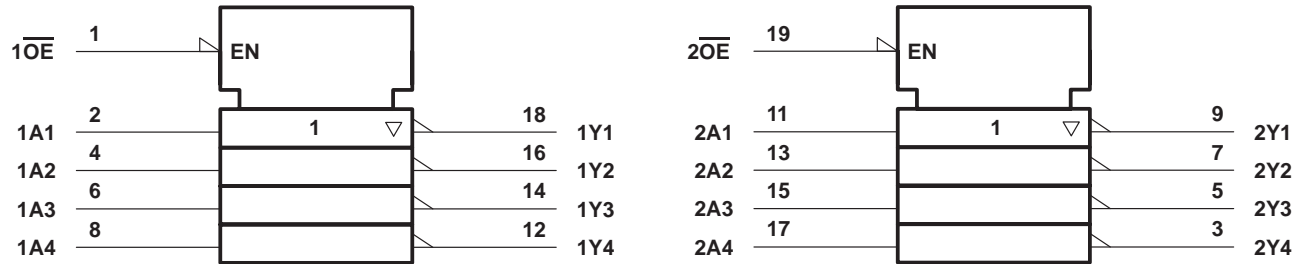 1O̅E̅ 1 EN
1A1 2 1 ▽ 18 1Y1
1A2 4 16 1Y2
1A3 6 14 1Y3
1A4 8 12 1Y4
2O̅E̅ 19 EN
2A1 11 1 ▽ 9 2Y1
2A2 13 7 2Y2
2A3 15 5 2Y3
2A4 17 3 2Y4